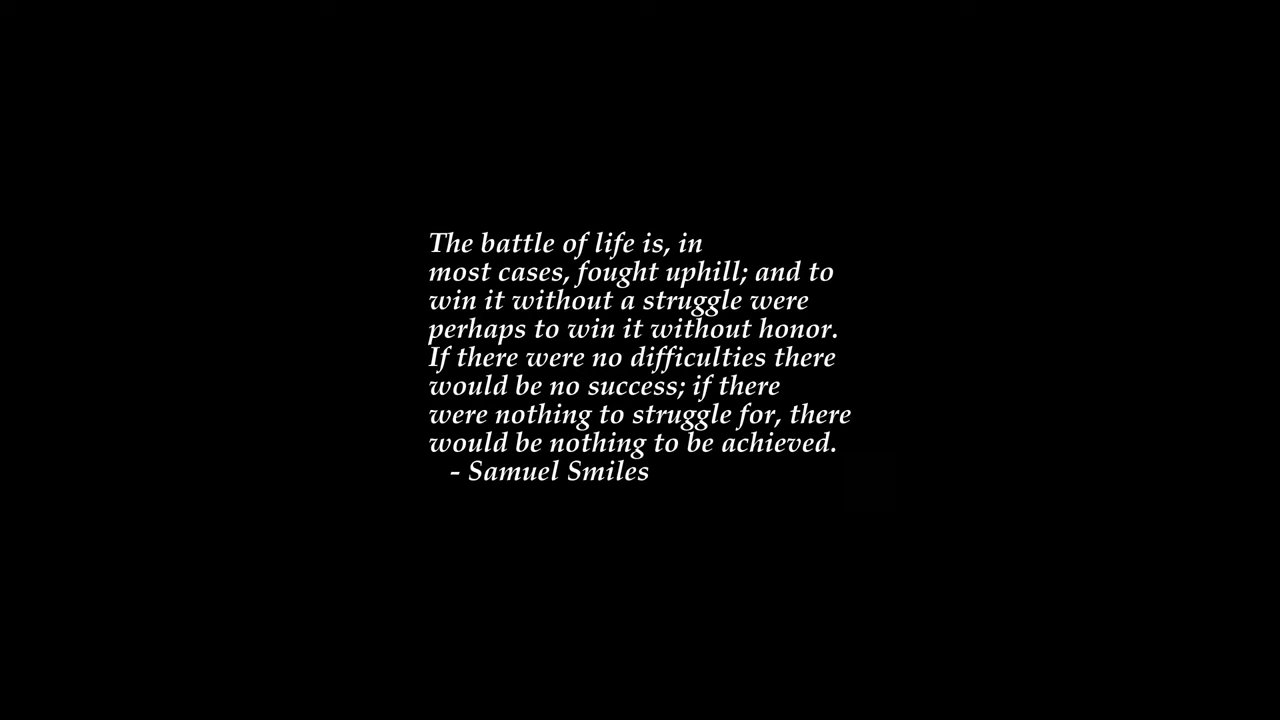 The battle of life is, in
most cases, fought uphill; and to
win it without a struggle were
perhaps to win it without honor.
If there were no difficulties there
would be no success; if there
were nothing to struggle for, there
would be nothing to be achieved.
- Samuel Smiles